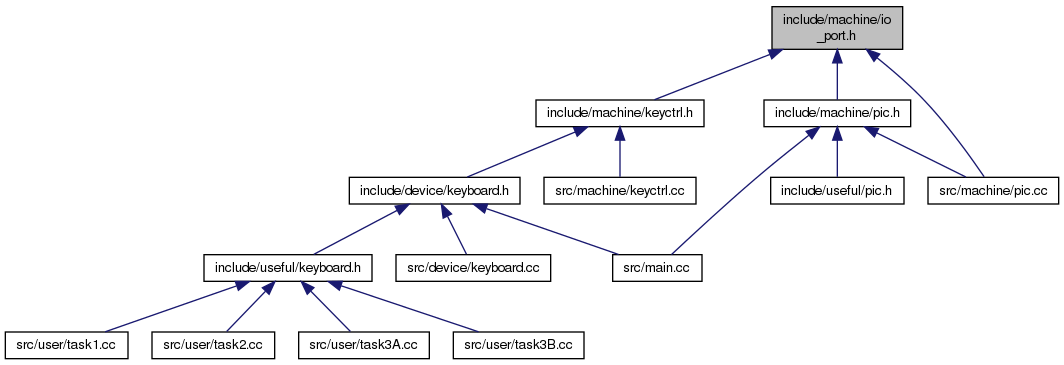 include/machine/io
_port.h
include/machine/keyctrl.h
include/machine/pic.h
include/device/keyboard.h
src/machine/keyctrl.cc
include/useful/pic.h
src/machine/pic.cc
include/useful/keyboard.h
src/device/keyboard.cc
src/main.cc
src/user/task1.cc
src/user/task2.cc
src/user/task3A.cc
src/user/task3B.cc